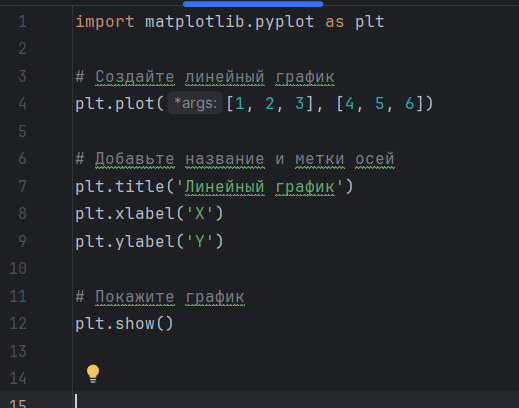 1 import matplotlib.pyplot as plt
2
3 # Создайте линейный график
4 plt.plot( *args: [1, 2, 3], [4, 5, 6])
5
6 # Добавьте название и метки осей
7 plt.title('Линейный график')
8 plt.xlabel('X')
9 plt.ylabel('Y')
10
11 # Покажите график
12 plt.show()
13
14
15